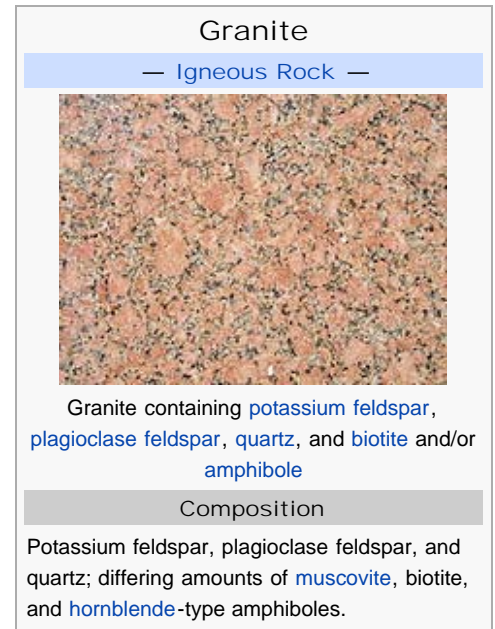 Granite
— Igneous Rock —
Granite containing potassium feldspar,
plagioclase feldspar, quartz, and biotite and/or
amphibole
Composition
Potassium feldspar, plagioclase feldspar, and
quartz; differing amounts of muscovite, biotite,
and hornblende-type amphiboles.